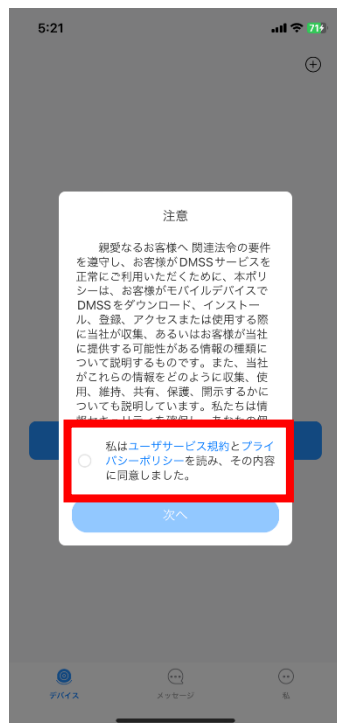 5:21
71
注意
親愛なるお客様へ 関連法令の要件
を遵守し、お客様がDMSSサービスを
正常にご利用いただくために、本ポリ
シーは、お客様がモバイルデバイスで
DMSSをダウンロード、インストー
ル、登録、アクセスまたは使用する際
に当社が収集、あるいはお客様が当社
に提供する可能性がある情報の種類に
ついて説明するものです。また、当社
がこれらの情報をどのように収集、使
用、維持、共有、保護、開示するかに
ついても説明しています。私たちは情
私はユーザサービス規約とプライ
バシーポリシーを読み、その内容
に同意しました。
次へ
デバイス
メッセージ
私